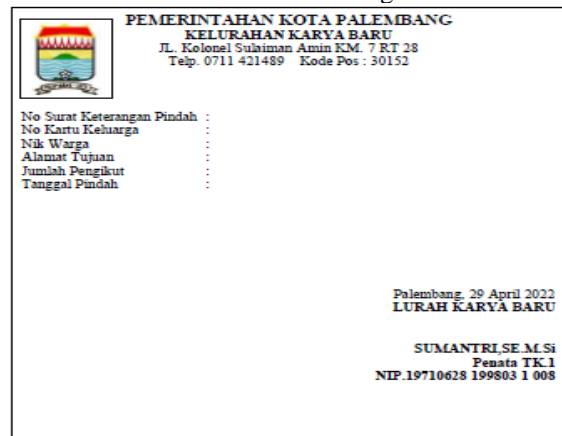 PEMERINTAHAN KOTA PALEMBANG
KELURAHAN KARYA BARU
JL. Kolonel Sulaiman Amin KM. 7 RT 28
Telp. 0711 421489 Kode Pos : 30152
No Surat Keterangan Pindah :
No Kartu Keluarga :
Nik Warga :
Alamat Tujuan :
Jumlah Pengikut :
Tanggal Pindah :
Palembang, 29 April 2022
LURAH KARYA BARU
SUMANTRI,SE.M.Si
Penata TK.1
NIP.19710628 199803 1 008